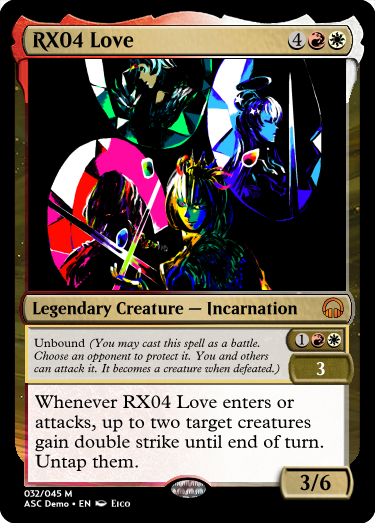 RX04 Love 4
Legendary Creature — Incarnation
Unbound (You may cast this spell as a battle. 1
Choose an opponent to protect it. You and others
can attack it. It becomes a creature when defeated.) 3
Whenever RX04 Love enters or
attacks, up to two target creatures
gain double strike until end of turn.
Untap them.
3/6
032/045 M
ASC Demo • EN Eico